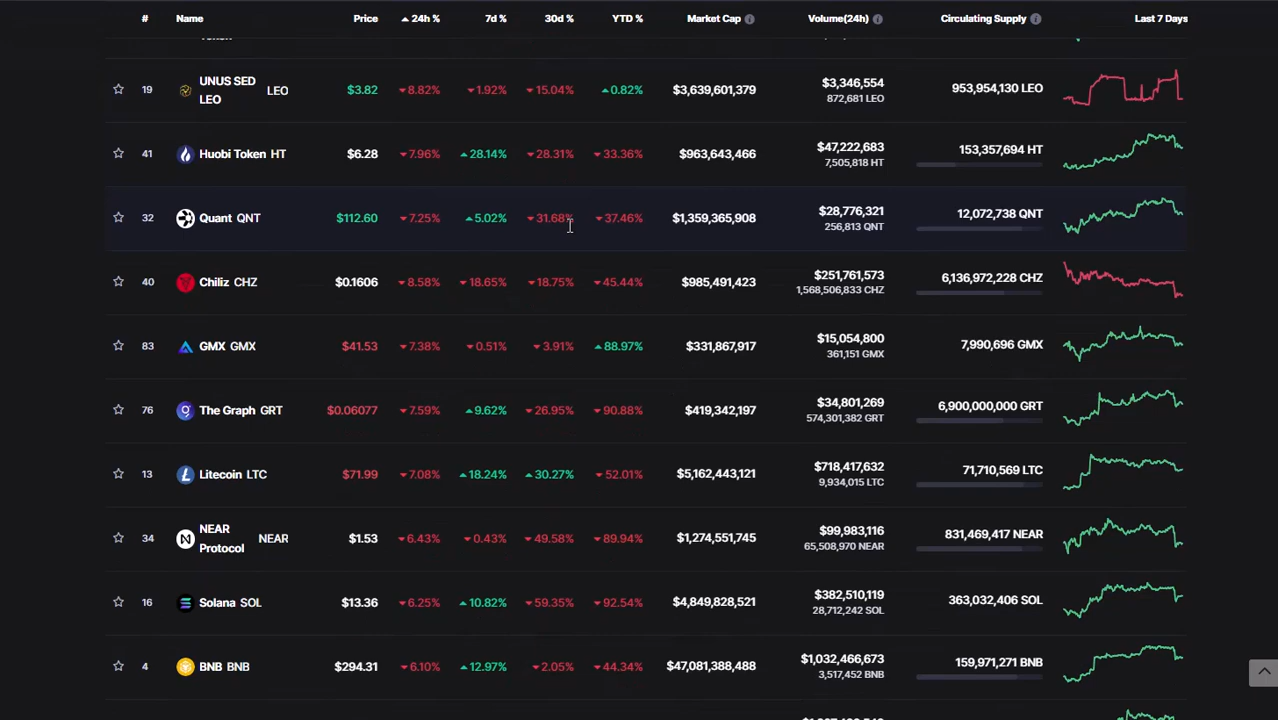 # Name Price 24h % 7d % 30d % YTD % Market Cap Volume(24h) Circulating Supply Last 7 Days
19 UNUS SED LEO LEO $3.82 8.82% 1.92% 15.04% 0.82% $3,639,601,379 $3,346,554 953,954,130 LEO
872,681 LEO
41 Huobi Token HT $6.28 7.96% 28.14% 28.31% 33.36% $963,643,466 $47,222,683 153,357,694 HT
7,505,818 HT
32 Quant QNT $112.60 7.25% 5.02% 31.68% 37.46% $1,359,365,908 $28,776,321 12,072,738 QNT
256,813 QNT
40 Chiliz CHZ $0.1606 8.58% 18.65% 18.75% 45.44% $985,491,423 $251,761,573 6,136,972,228 CHZ
1,568,506,833 CHZ
83 GMX GMX $41.53 7.38% 0.51% 3.91% 88.97% $331,867,917 $15,054,800 7,990,696 GMX
361,151 GMX
76 The Graph GRT $0.06077 7.59% 9.62% 26.95% 90.88% $419,342,197 $34,801,269 6,900,000,000 GRT
574,301,382 GRT
13 Litecoin LTC $71.99 7.08% 18.24% 30.27% 52.01% $5,162,443,121 $718,417,632 71,710,569 LTC
9,934,015 LTC
34 NEAR Protocol NEAR $1.53 6.43% 0.43% 49.58% 89.94% $1,274,551,745 $99,983,116 831,469,417 NEAR
65,508,970 NEAR
16 Solana SOL $13.36 6.25% 10.82% 59.35% 92.54% $4,849,828,521 $382,510,119 363,032,406 SOL
28,712,242 SOL
4 BNB BNB $294.31 6.10% 12.97% 2.05% 44.34% $47,081,388,488 $1,032,466,673 159,971,271 BNB
3,517,452 BNB